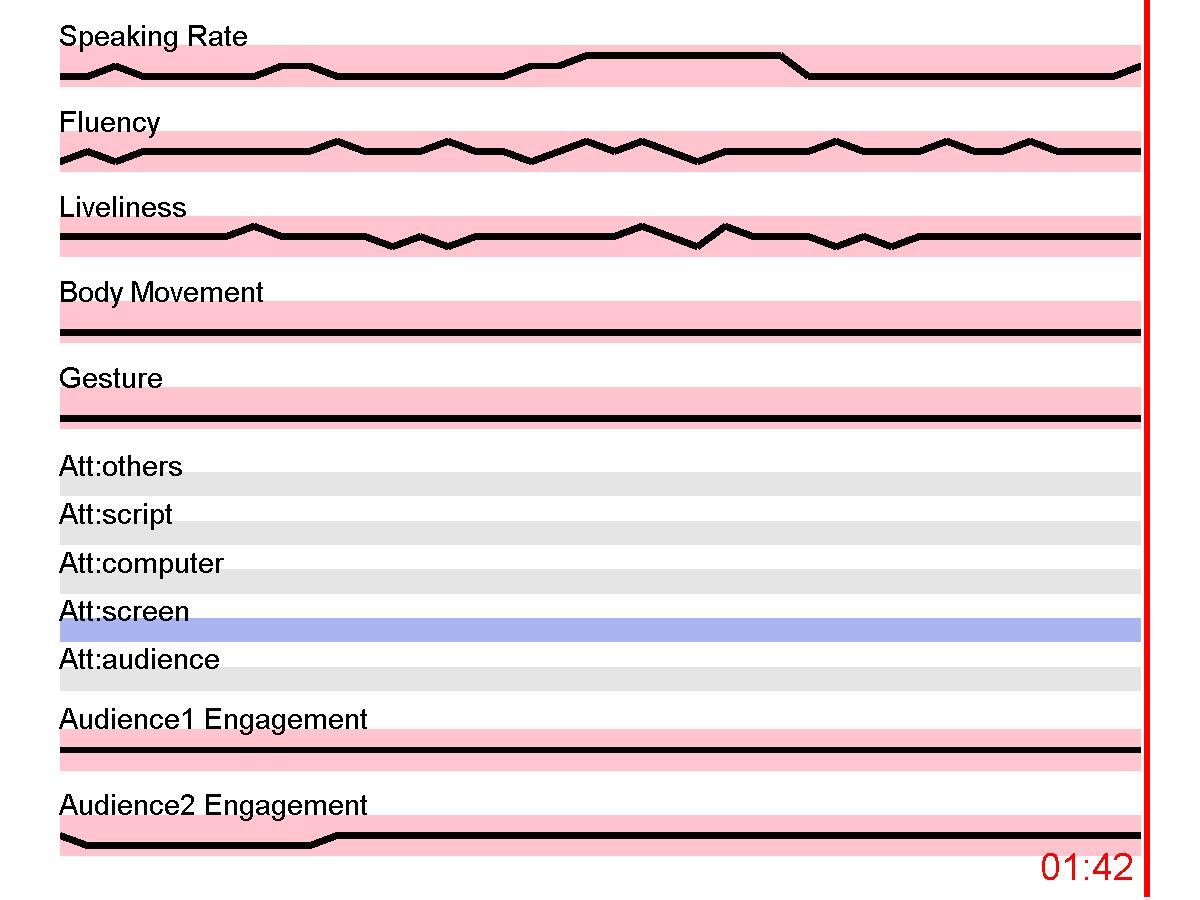 Speaking Rate
Fluency
Liveliness
Body Movement
Gesture
Att:others
Att:script
Att:computer
Att:screen
Att:audience
Audience1 Engagement
Audience2 Engagement
01:42